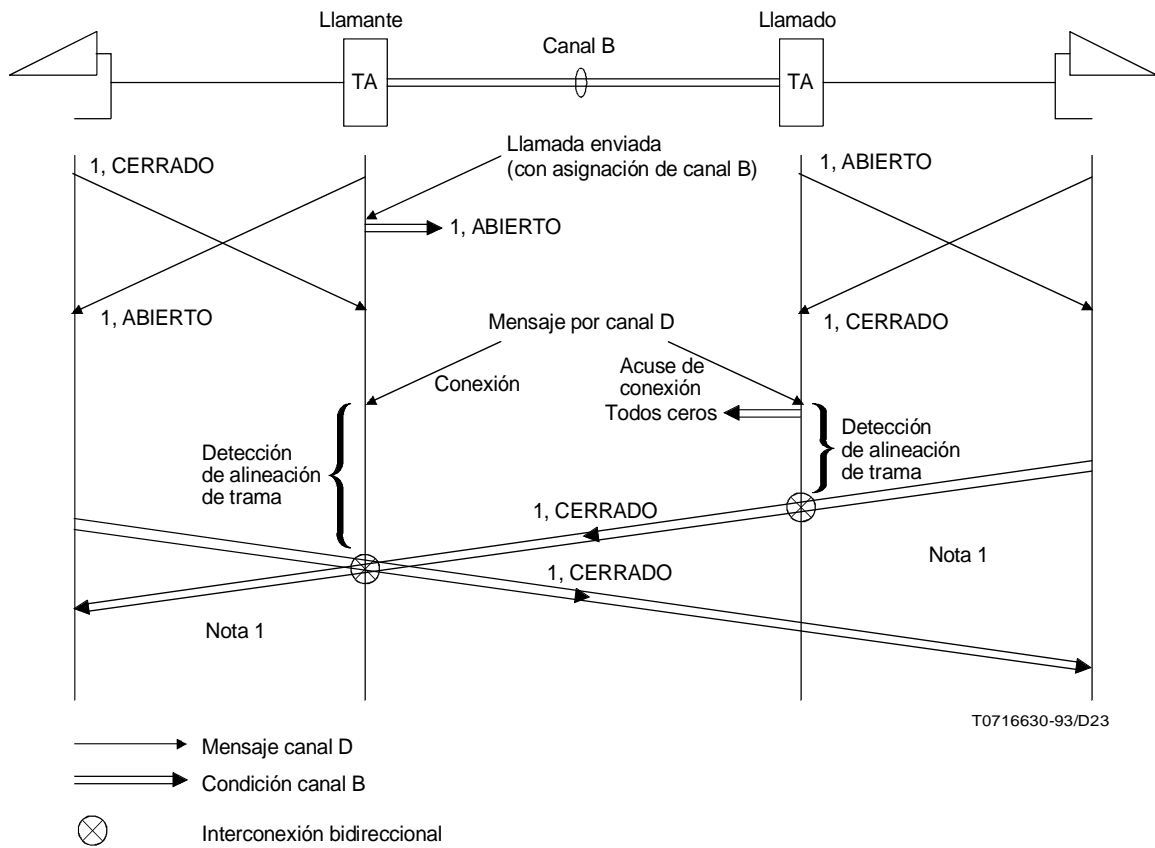 Llamante
Llamado
Canal B
TA
TA
Llamada enviada
(con asignación de canal B)
1, CERRADO
1, ABIERTO
1, ABIERTO
1, ABIERTO
1, CERRADO
Mensaje por canal D
Conexión
Acuse de
conexión
Todos ceros
Detección
de alineación
de trama
Detección
de alineación
de trama
1, CERRADO
1, CERRADO
Nota 1
Nota 1
T0716630-93/D23
Mensaje canal D
Condición canal B
Interconexión bidireccional